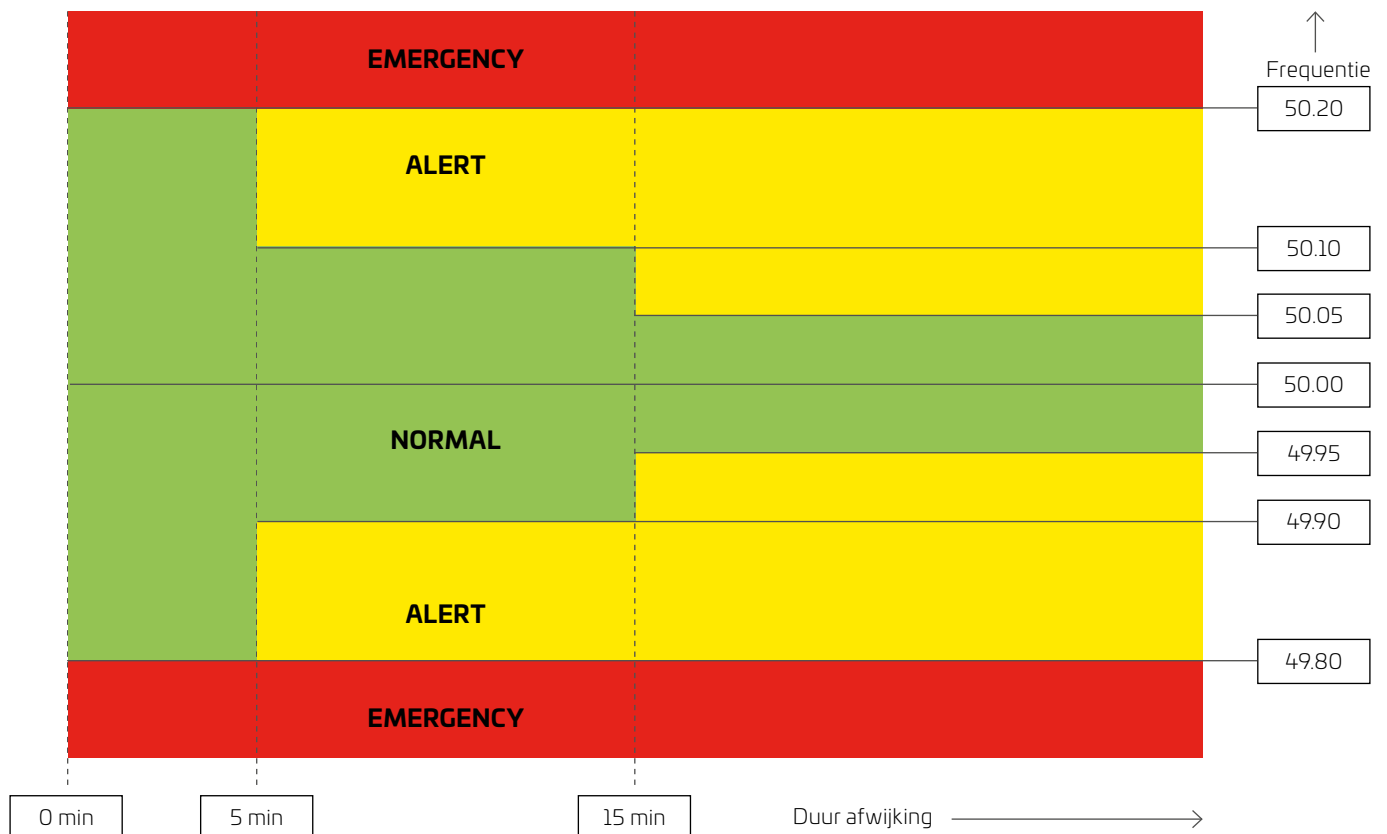 EMERGENCY
Frequentie
50.20
ALERT
50.10
50.05
50.00
NORMAL
49.95
49.90
ALERT
49.80
EMERGENCY
0 min
5 min
15 min
Duur afwijking